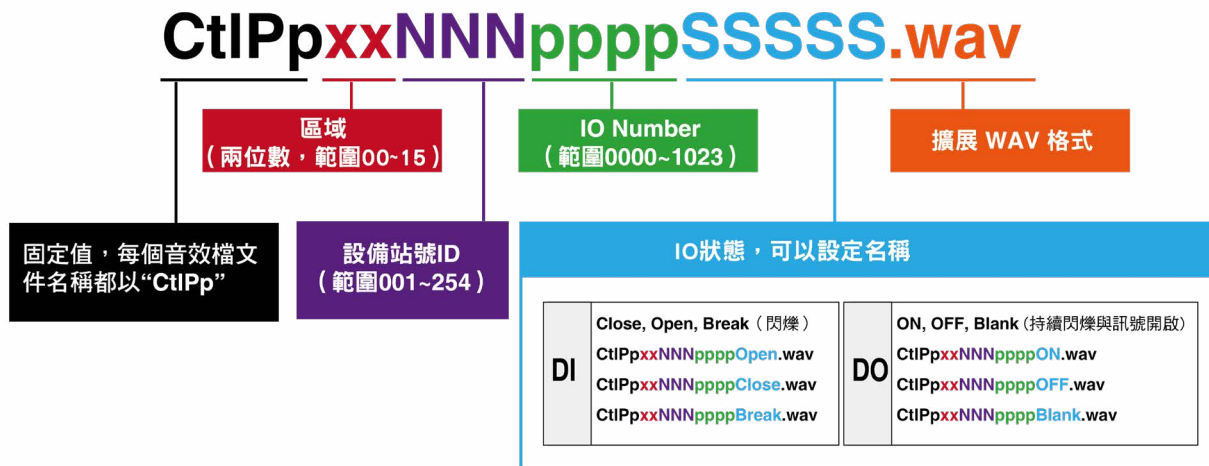 CtlPpxxNNNppppSSSSS.wav
區域
(兩位數，範圍00~15)
IO Number
(範圍0000~1023)
擴展 WAV 格式
固定值，每個音效檔文
件名稱都以“CtlPp”
設備站號ID
(範圍001~254)
IO狀態，可以設定名稱
DI
Close, Open, Break (閃爍)
CtlPpxxNNNppppOpen.wav
CtlPpxxNNNppppClose.wav
CtlPpxxNNNppppBreak.wav
DO
ON, OFF, Blank (持續閃爍與訊號開啟)
CtlPpxxNNNppppON.wav
CtlPpxxNNNppppOFF.wav
CtlPpxxNNNppppBlank.wav